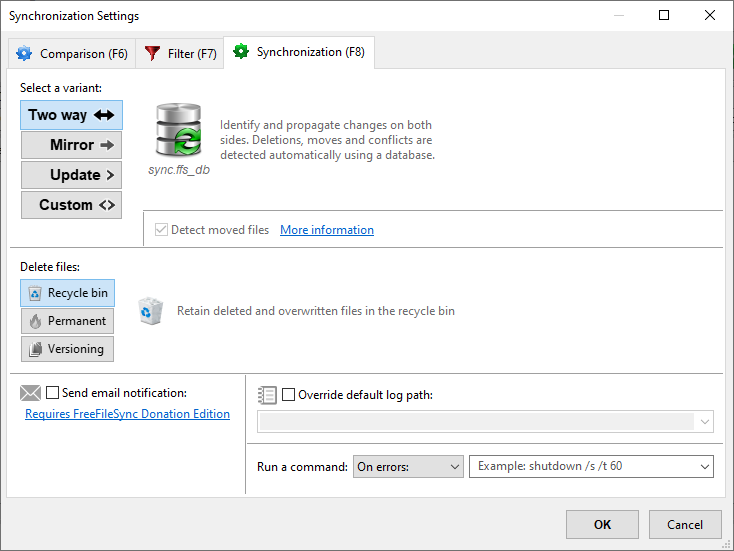 Synchronization Settings
Comparison (F6)
Filter (F7)
Synchronization (F8)
Select a variant:
Two way
Mirror
Update
Custom
sync.ffs_db
Identify and propagate changes on both
sides. Deletions, moves and conflicts are
detected automatically using a database.
Detect moved files
More information
Delete files:
Recycle bin
Permanent
Versioning
Retain deleted and overwritten files in the recycle bin
Send email notification:
Requires FreeFileSync Donation Edition
Override default log path:
Run a command:
On errors:
Example: shutdown /s /t 60
OK
Cancel